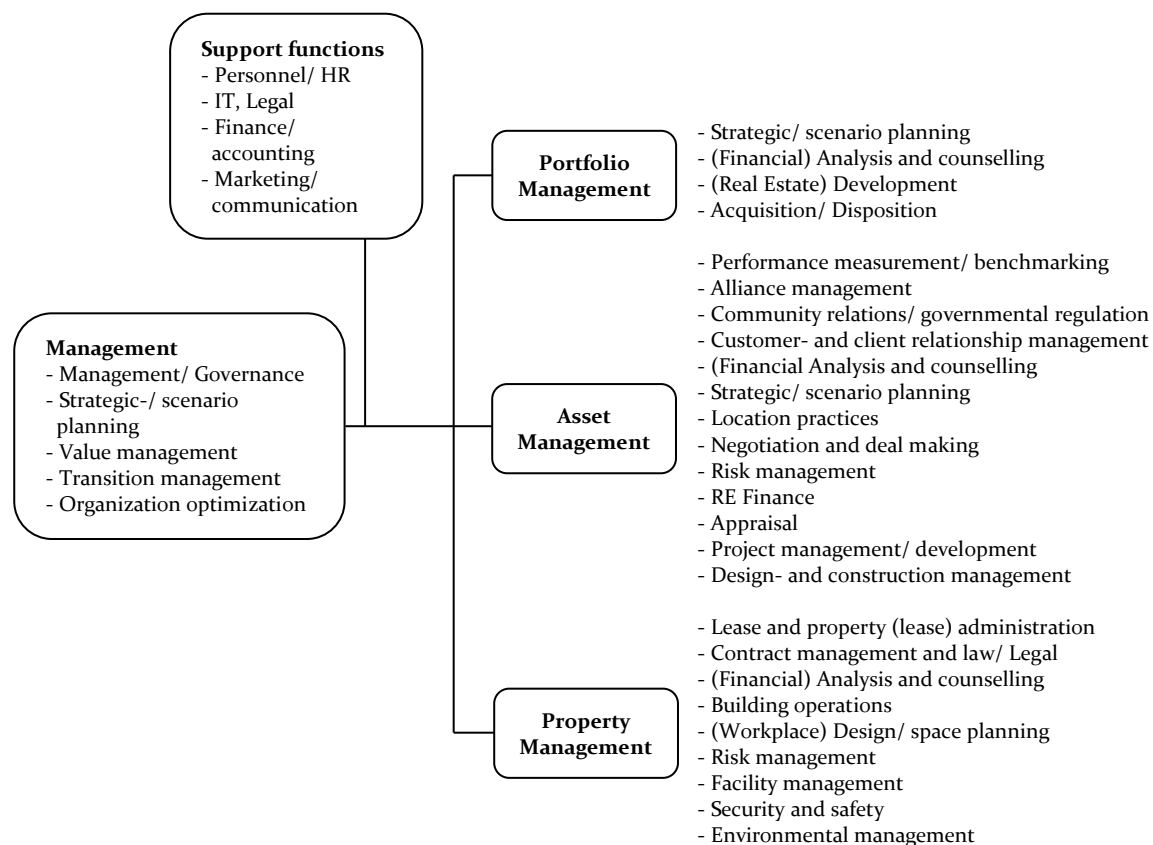 Support functions
- Personnel/ HR
- IT, Legal
- Finance/
accounting
- Marketing/
communication
Management
- Management/ Governance
- Strategic-/ scenario
planning
- Value management
- Transition management
- Organization optimization
Portfolio
Management
- Strategic/ scenario planning
- (Financial) Analysis and counselling
- (Real Estate) Development
- Acquisition/ Disposition
Asset
Management
- Performance measurement/ benchmarking
- Alliance management
- Community relations/ governmental regulation
- Customer- and client relationship management
- (Financial Analysis and counselling
- Strategic/ scenario planning
- Location practices
- Negotiation and deal making
- Risk management
- RE Finance
- Appraisal
- Project management/ development
- Design- and construction management
Property
Management
- Lease and property (lease) administration
- Contract management and law/ Legal
- (Financial) Analysis and counselling
- Building operations
- (Workplace) Design/ space planning
- Risk management
- Facility management
- Security and safety
- Environmental management